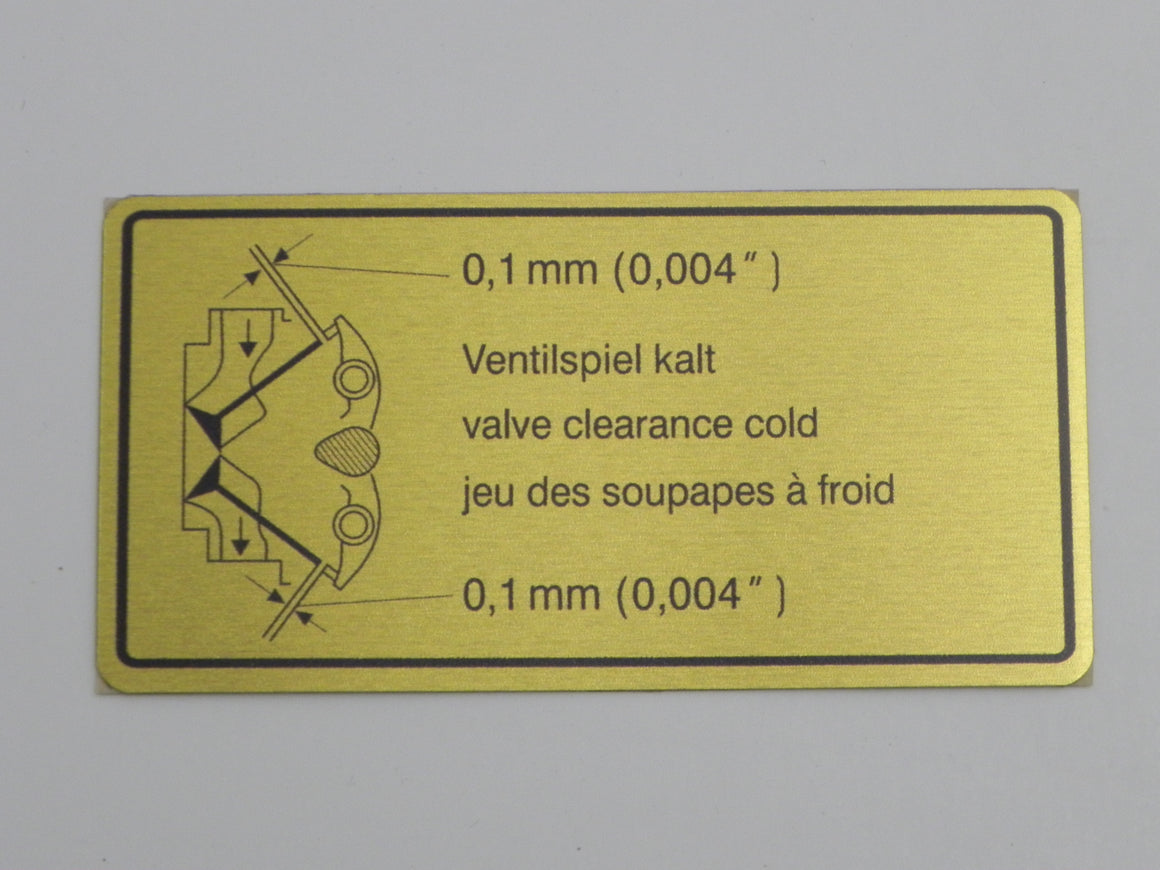 0,1 mm (0,004″ )
Ventilspiel kalt
valve clearance cold
jeu des soupapes à froid
0,1 mm (0,004″ )